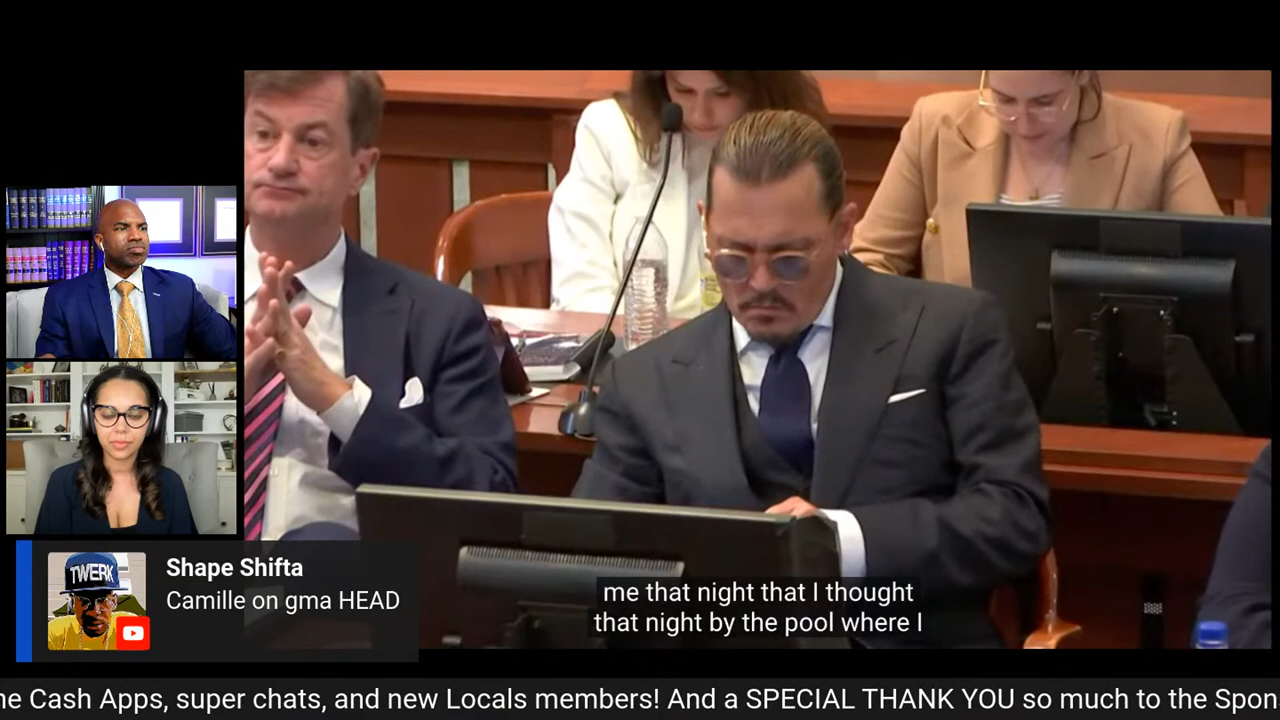 TWERK
Shape Shifta
Camille on gma HEAD
me that night that I thought
that night by the pool where I
ne Cash Apps, super chats, and new Locals members! And a SPECIAL THANK YOU so much to the Spon